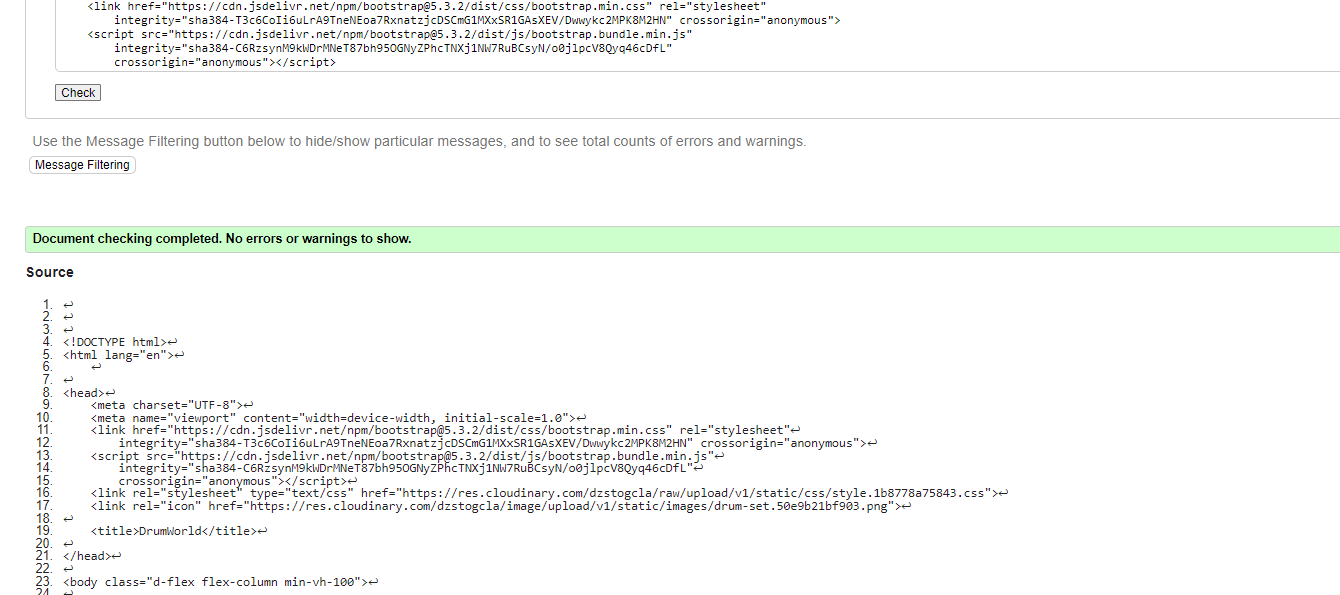 <link href="https://cdn.jsdelivr.net/npm/bootstrap@5.3.2/dist/css/bootstrap.min.css" rel="stylesheet"
integrity="sha384-T3c6CoIi6uLrA9TneNEoa7RxnatzjcDSCmG1MXxSR1GAsXEV/Dwwykc2MPK8M2HN" crossorigin="anonymous">
<script src="https://cdn.jsdelivr.net/npm/bootstrap@5.3.2/dist/js/bootstrap.bundle.min.js"
integrity="sha384-C6RzsynM9kWDrMNeT87bh95OGNyZPhcTNXj1NW7RuBCsyN/o0jlpcV8Qyq46cDfL"
crossorigin="anonymous"></script>
Check
Use the Message Filtering button below to hide/show particular messages, and to see total counts of errors and warnings.
Message Filtering
Document checking completed. No errors or warnings to show.
Source
1. ↩
2. ↩
3. ↩
4. <!DOCTYPE html>↩
5. <html lang="en">↩
6. ↩
7. ↩
8. <head>↩
9. <meta charset="UTF-8">↩
10. <meta name="viewport" content="width=device-width, initial-scale=1.0">↩
11. <link href="https://cdn.jsdelivr.net/npm/bootstrap@5.3.2/dist/css/bootstrap.min.css" rel="stylesheet"↩
12. integrity="sha384-T3c6CoIi6uLrA9TneNEoa7RxnatzjcDSCmG1MXxSR1GAsXEV/Dwwykc2MPK8M2HN" crossorigin="anonymous">↩
13. <script src="https://cdn.jsdelivr.net/npm/bootstrap@5.3.2/dist/js/bootstrap.bundle.min.js"↩
14. integrity="sha384-C6RzsynM9kWDrMNeT87bh95OGNyZPhcTNXj1NW7RuBCsyN/o0jlpcV8Qyq46cDfL"↩
15. crossorigin="anonymous"></script>↩
16. <link rel="stylesheet" type="text/css" href="https://res.cloudinary.com/dzstogcla/raw/upload/v1/static/css/style.1b8778a75843.css">↩
17. <link rel="icon" href="https://res.cloudinary.com/dzstogcla/image/upload/v1/static/images/drum-set.50e9b21bf903.png">↩
18. ↩
19. <title>DrumWorld</title>↩
20. ↩
21. </head>↩
22. ↩
23. <body class="d-flex flex-column min-vh-100">↩
24. ↩